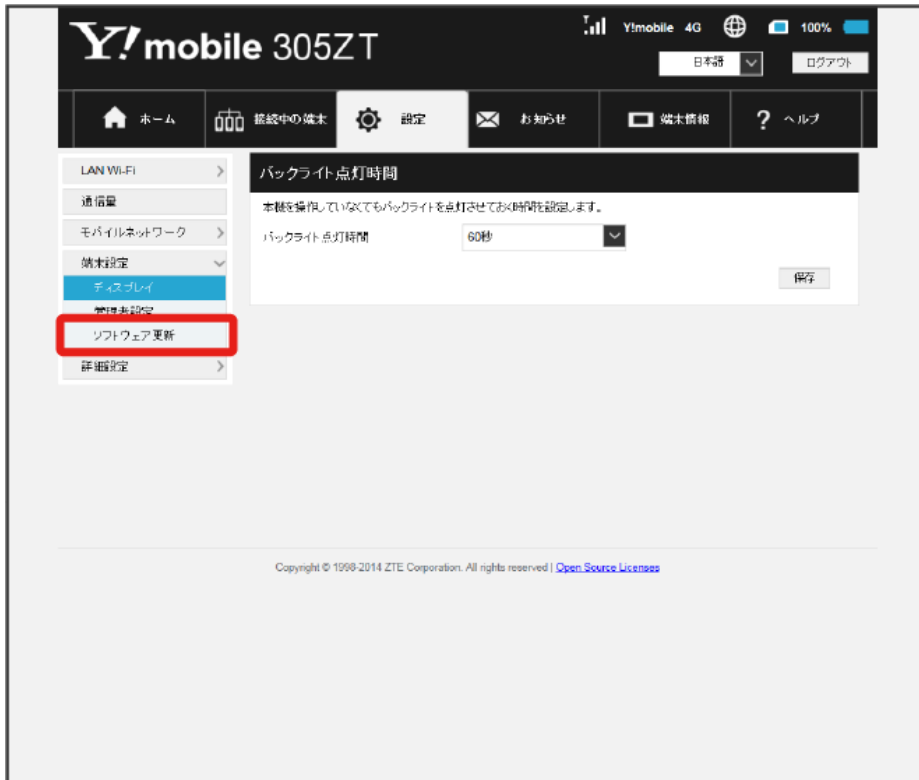 Y! mobile 305ZT
Y!mobile 4G 100%
日本語 ログアウト
ホーム 接続中の端末 設定 お知らせ 端末情報 ? ヘルプ
LAN Wi-Fi
通信量
モバイルネットワーク
端末設定
ディスプレイ
管理者設定
ソフトウェア更新
詳細設定
バックライト点灯時間
本機を操作していなくてもバックライトを点灯させておく時間を設定します。
バックライト点灯時間 60秒
保存
Copyright © 1998-2014 ZTE Corporation. All rights reserved | Open Source Licenses